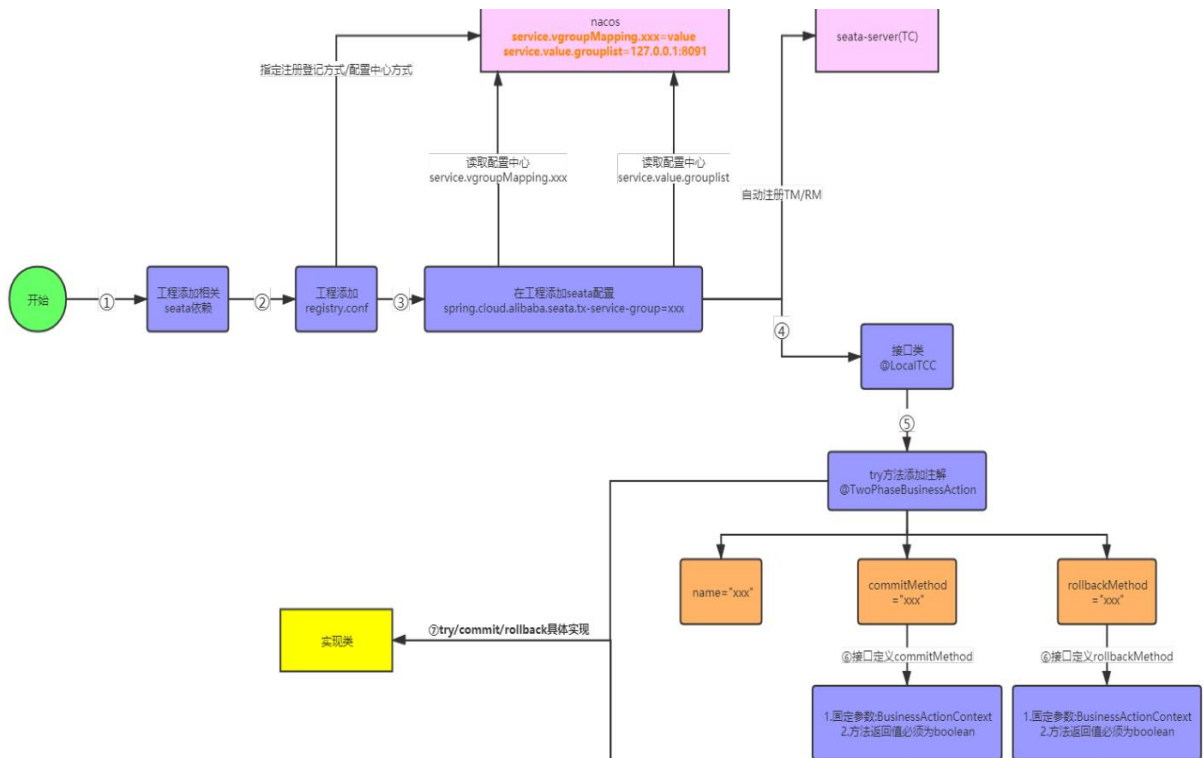 nacos
service.vgroupMapping.xxx=value
service.value.grouplist=127.0.0.1:8091
seata-server(TC)
指定注册登记方式/配置中心方式
读取配置中心
service.vgroupMapping.xxx
读取配置中心
service.value.grouplist
自动注册TM/RM
开始
①
工程添加相关
seata依赖
②
工程添加
registry.conf
③
在工程添加seata配置
spring.cloud.alibaba.seata.tx-service-group=xxx
④
接口类
@LocalTCC
⑤
try方法添加注解
@TwoPhaseBusinessAction
name="xxx"
commitMethod
="xxx"
rollbackMethod
="xxx"
实现类
⑦try/commit/rollback具体实现
⑥接口定义commitMethod
⑥接口定义rollbackMethod
1.固定参数:BusinessActionContext
2.方法返回值必须为boolean
1.固定参数:BusinessActionContext
2.方法返回值必须为boolean